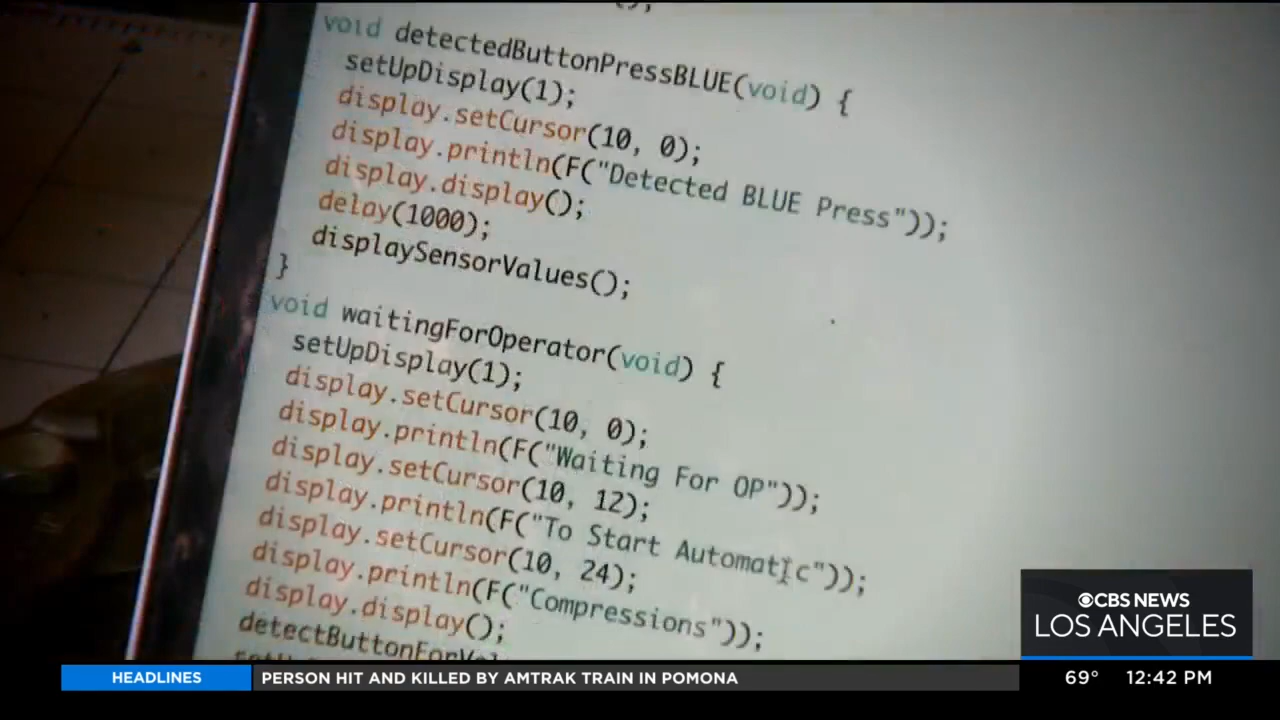 void detectedButtonPressBLUE(void) {
setUpDisplay(1);
display.setCursor(10, 0);
display.println(F("Detected BLUE Press"));
display.display();
delay(1000);
displaySensorValues();
}
void waitingForOperator(void) {
setUpDisplay(1);
display.setCursor(10, 0);
display.println(F("Waiting For OP"));
display.setCursor(10, 12);
display.println(F("To Start Automatic"));
display.setCursor(10, 24);
display.println(F("Compressions"));
display.display();
CBS NEWS
LOS ANGELES
HEADLINES PERSON HIT AND KILLED BY AMTRAK TRAIN IN POMONA 69° 12:42 PM